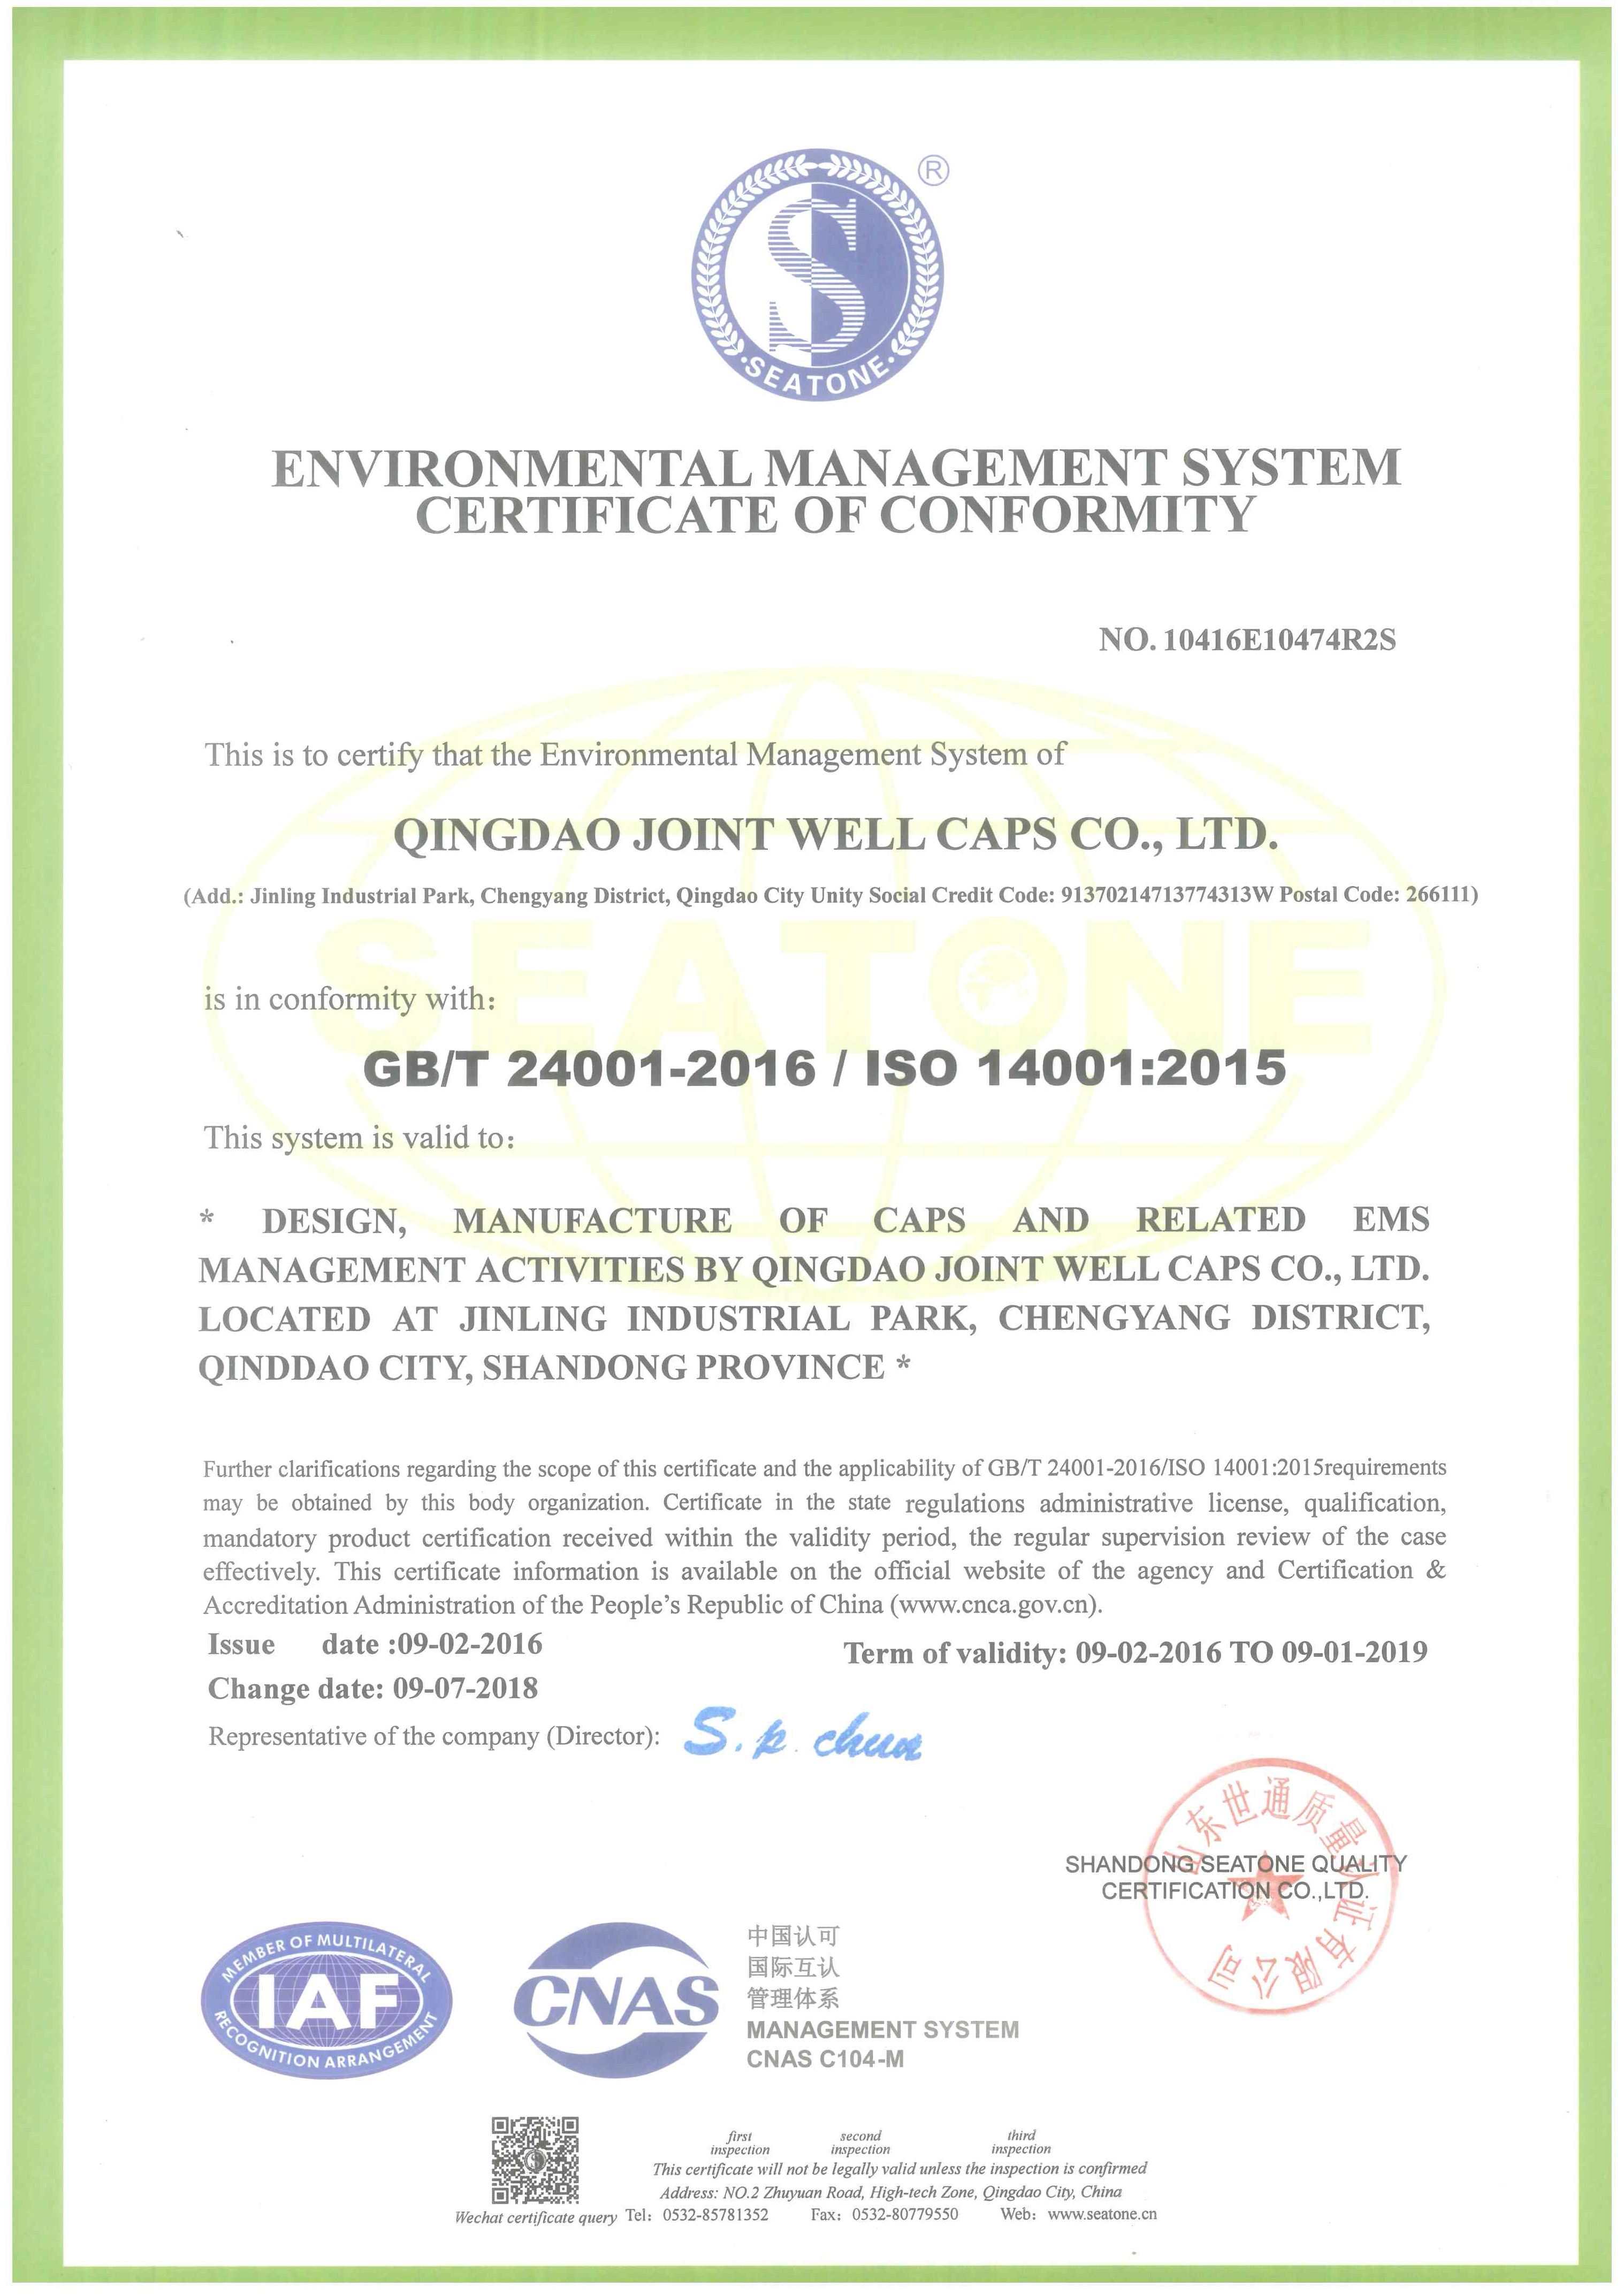 ®
S
·SEATONE·
ENVIRONMENTAL MANAGEMENT SYSTEM
CERTIFICATE OF CONFORMITY
NO. 10416E10474R2S
This is to certify that the Environmental Management System of
QINGDAO JOINT WELL CAPS CO., LTD.
(Add.: Jinling Industrial Park, Chengyang District, Qingdao City Unity Social Credit Code: 91370214713774313W Postal Code: 266111)
SEATONE
is in conformity with:
GB/T 24001-2016 / ISO 14001:2015
This system is valid to:
* DESIGN, MANUFACTURE OF CAPS AND RELATED EMS
MANAGEMENT ACTIVITIES BY QINGDAO JOINT WELL CAPS CO., LTD.
LOCATED AT JINLING INDUSTRIAL PARK, CHENGYANG DISTRICT,
QINDDAO CITY, SHANDONG PROVINCE *
Further clarifications regarding the scope of this certificate and the applicability of GB/T 24001-2016/ISO 14001:2015requirements
may be obtained by this body organization. Certificate in the state regulations administrative license, qualification,
mandatory product certification received within the validity period, the regular supervision review of the case
effectively. This certificate information is available on the official website of the agency and Certification &
Accreditation Administration of the People’s Republic of China (www.cnca.gov.cn).
Issue date :09-02-2016
Term of validity: 09-02-2016 TO 09-01-2019
Change date: 09-07-2018
Representative of the company (Director): S. p. chun
山东世通质量认证有限公司
SHANDONG SEATONE QUALITY
CERTIFICATION CO.,LTD.
MEMBER OF MULTILATERAL
IAF
RECOGNITION ARRANGEMENT
CNAS
中国认可
国际互认
管理体系
MANAGEMENT SYSTEM
CNAS C104-M
first second third
inspection inspection inspection
This certificate will not be legally valid unless the inspection is confirmed
Address: NO.2 Zhuyuan Road, High-tech Zone, Qingdao City, China
Wechat certificate query Tel: 0532-85781352 Fax: 0532-80779550 Web: www.seatone.cn